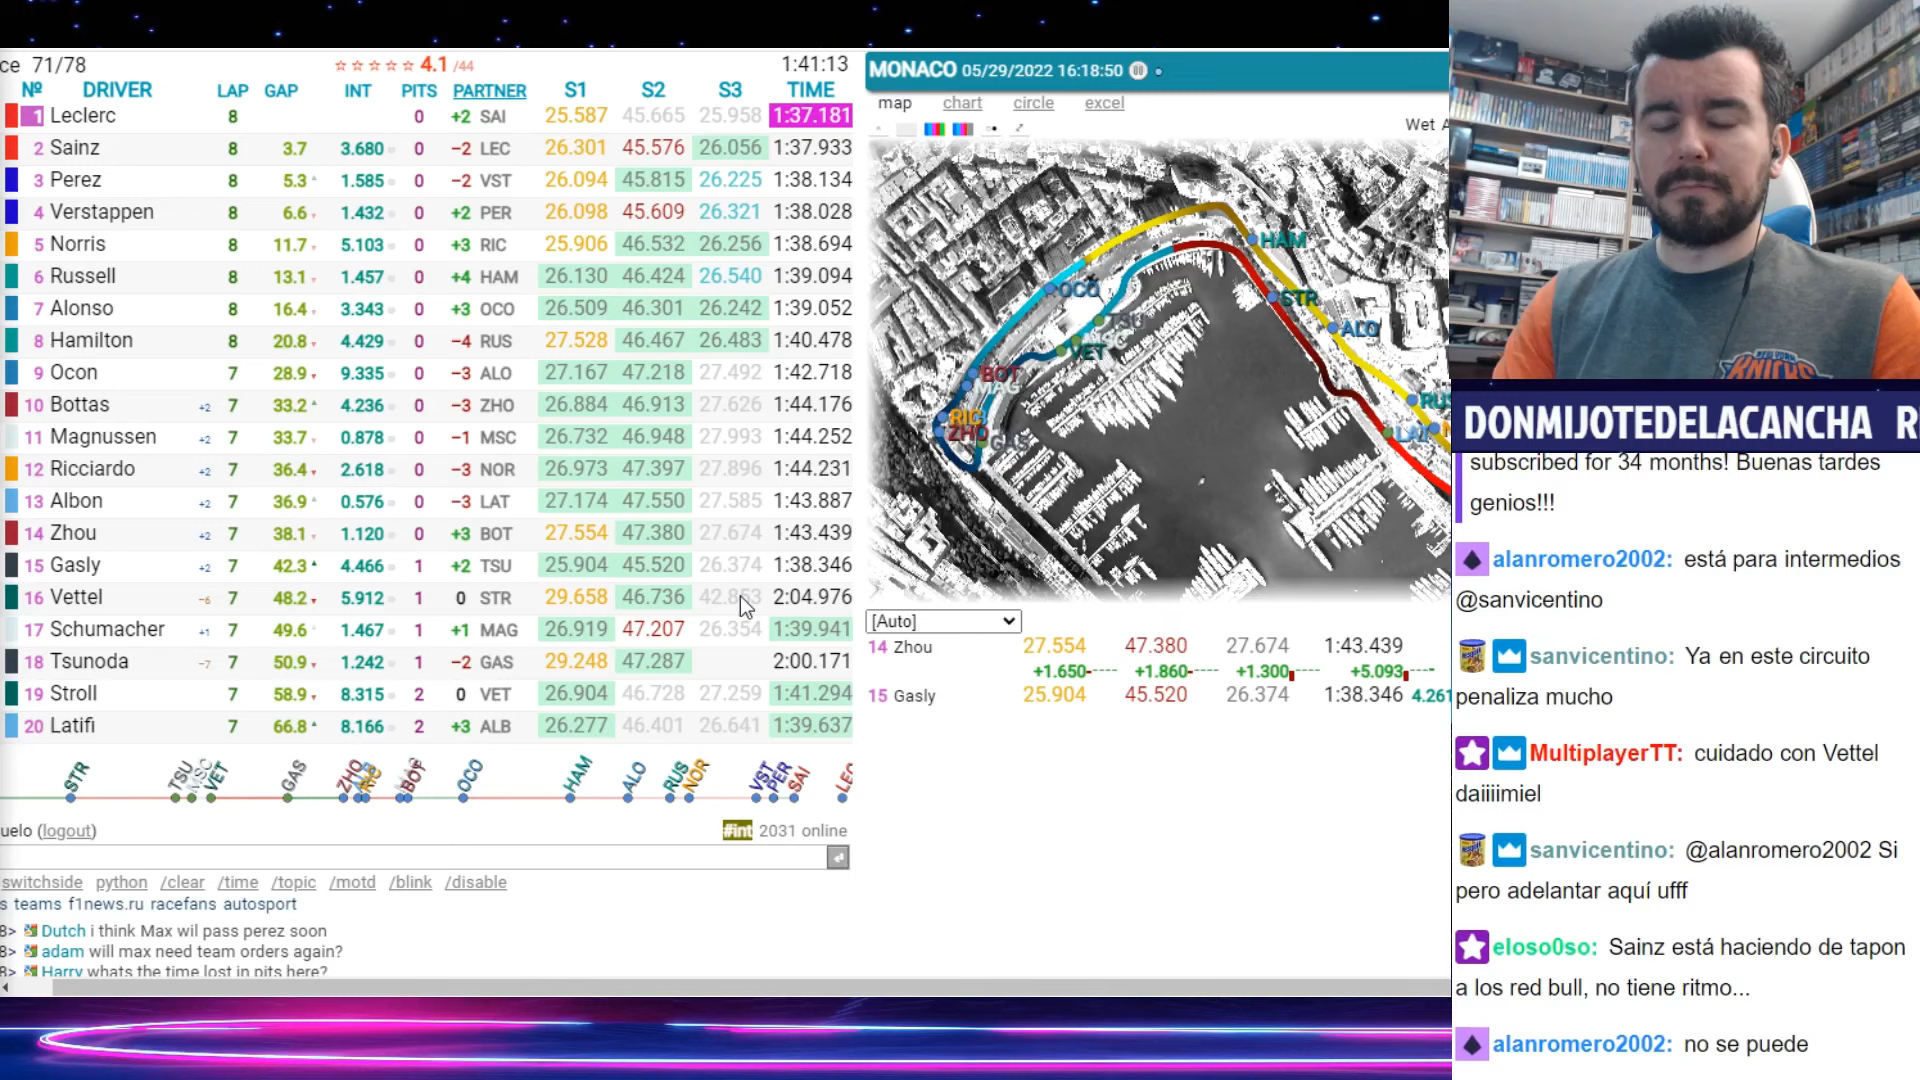 ce 71/78 ☆☆☆☆☆ 4.1 /44 1:41:13
Nº DRIVER LAP GAP INT PITS PARTNER S1 S2 S3 TIME
1 Leclerc 8 0 +2 SAI 25.587 45.665 25.958 1:37.181
2 Sainz 8 3.7 3.680 0 −2 LEC 26.301 45.576 26.056 1:37.933
3 Perez 8 5.3 1.585 0 −2 VST 26.094 45.815 26.225 1:38.134
4 Verstappen 8 6.6 1.432 0 +2 PER 26.098 45.609 26.321 1:38.028
5 Norris 8 11.7 5.103 0 +3 RIC 25.906 46.532 26.256 1:38.694
6 Russell 8 13.1 1.457 0 +4 HAM 26.130 46.424 26.540 1:39.094
7 Alonso 8 16.4 3.343 0 +3 OCO 26.509 46.301 26.242 1:39.052
8 Hamilton 8 20.8 4.429 0 −4 RUS 27.528 46.467 26.483 1:40.478
9 Ocon 7 28.9 9.335 0 −3 ALO 27.167 47.218 27.492 1:42.718
10 Bottas +2 7 33.2 4.236 0 −3 ZHO 26.884 46.913 27.626 1:44.176
11 Magnussen +2 7 33.7 0.878 0 −1 MSC 26.732 46.948 27.993 1:44.252
12 Ricciardo +2 7 36.4 2.618 0 −3 NOR 26.973 47.397 27.896 1:44.231
13 Albon +2 7 36.9 0.576 0 −3 LAT 27.174 47.550 27.585 1:43.887
14 Zhou +2 7 38.1 1.120 0 +3 BOT 27.554 47.380 27.674 1:43.439
15 Gasly +2 7 42.3 4.466 1 +2 TSU 25.904 45.520 26.374 1:38.346
16 Vettel −6 7 48.2 5.912 1 0 STR 29.658 46.736 2:04.976
17 Schumacher +1 7 49.6 1.467 1 +1 MAG 26.919 47.207 26.354 1:39.941
18 Tsunoda −7 7 50.9 1.242 1 −2 GAS 29.248 47.287 2:00.171
19 Stroll 7 58.9 8.315 2 0 VET 26.904 46.728 27.259 1:41.294
20 Latifi 7 66.8 8.166 2 +3 ALB 26.277 46.401 26.641 1:39.637
STR TSU MSC VET GAS ZHO RIC BOT OCO HAM ALO RUS NOR VST PER SAI LEC
uelo (logout) #int 2031 online
switchside python /clear /time /topic /motd /blink /disable
s teams f1news.ru racefans autosport
8> Dutch i think Max wil pass perez soon
8> adam will max need team orders again?
8> Harry whats the time lost in pits here?
MONACO 05/29/2022 16:18:50
map chart circle excel
Wet A
HAM
OCO
STR
TSU
ALO
MSC
VET
BOT
RUS
RIC
ZHO
GAS
LAT
[Auto]
14 Zhou 27.554 47.380 27.674 1:43.439
+1.650 +1.860 +1.300 +5.093
15 Gasly 25.904 45.520 26.374 1:38.346 4.261
NEW YORK
KNICKS
DONMIJOTEDELACANCHA R
subscribed for 34 months! Buenas tardes
genios!!!
alanromero2002: está para intermedios
@sanvicentino
sanvicentino: Ya en este circuito
penaliza mucho
MultiplayerTT: cuidado con Vettel
daiiiimiel
sanvicentino: @alanromero2002 Si
pero adelantar aquí ufff
eloso0so: Sainz está haciendo de tapon
a los red bull, no tiene ritmo...
alanromero2002: no se puede